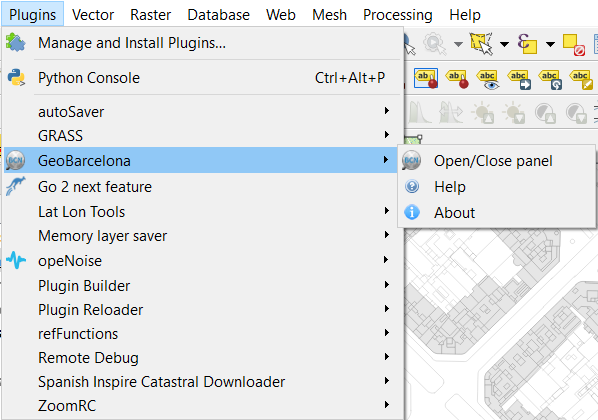 Plugins Vector Raster Database Web Mesh Processing Help
Manage and Install Plugins...
Python Console Ctrl+Alt+P
autoSaver
GRASS
GeoBarcelona
Open/Close panel
Go 2 next feature
Help
Lat Lon Tools
About
Memory layer saver
opeNoise
Plugin Builder
Plugin Reloader
refFunctions
Remote Debug
Spanish Inspire Catastral Downloader
ZoomRC